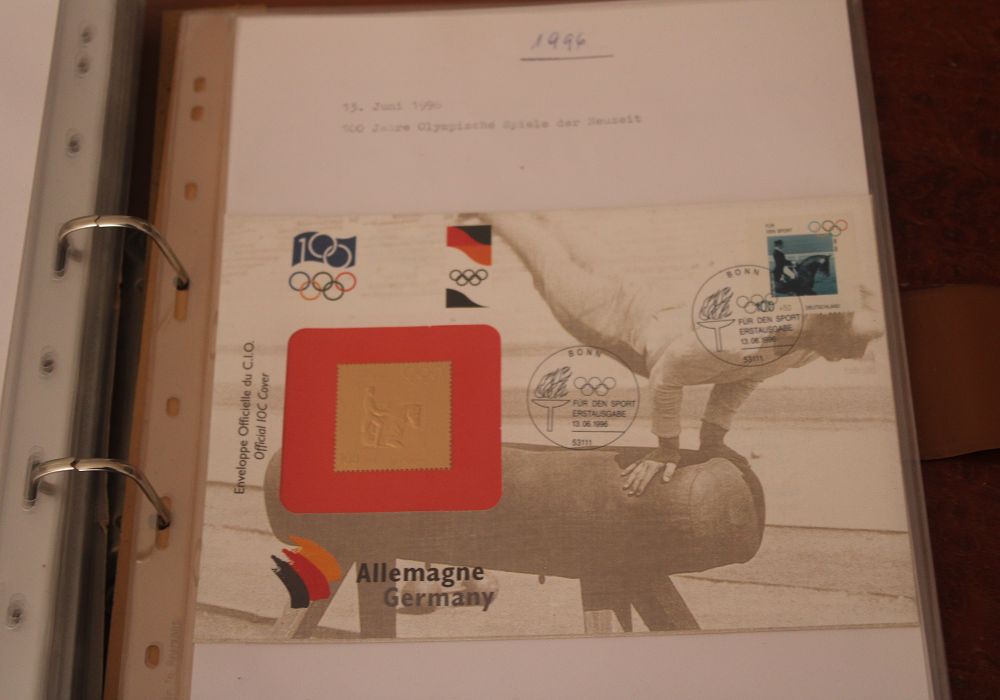 1996
13. Juni 1996
100 Jahre Olympische Spiele der Neuzeit
100
FÜR
DEN SPORT
DEUTSCHLAND
BONN
100 +50
FÜR DEN SPORT
ERSTAUSGABE
13.06.1996
53111
BONN
FÜR DEN SPORT
ERSTAUSGABE
13.06.1996
53111
Enveloppe Officielle du C.I.O.
Official IOC Cover
Allemagne
Germany